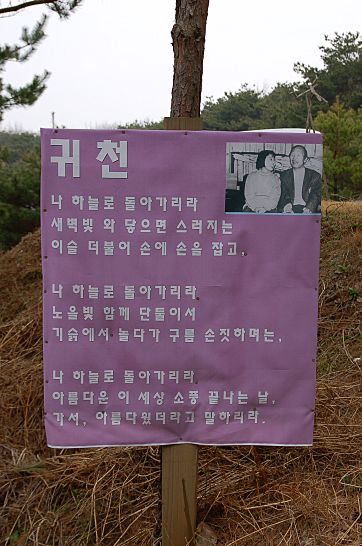 귀천
나 하늘로 돌아가리라
새벽빛 와 닿으면 스러지는
이슬 더불어 손에 손을 잡고,
나 하늘로 돌아가리라
노을빛 함께 단둘이서
기슭에서 놀다가 구름 손짓하며는,
나 하늘로 돌아가리라
아름다운 이 세상 소풍 끝나는 날,
가서, 아름다웠더라고 말하리라.